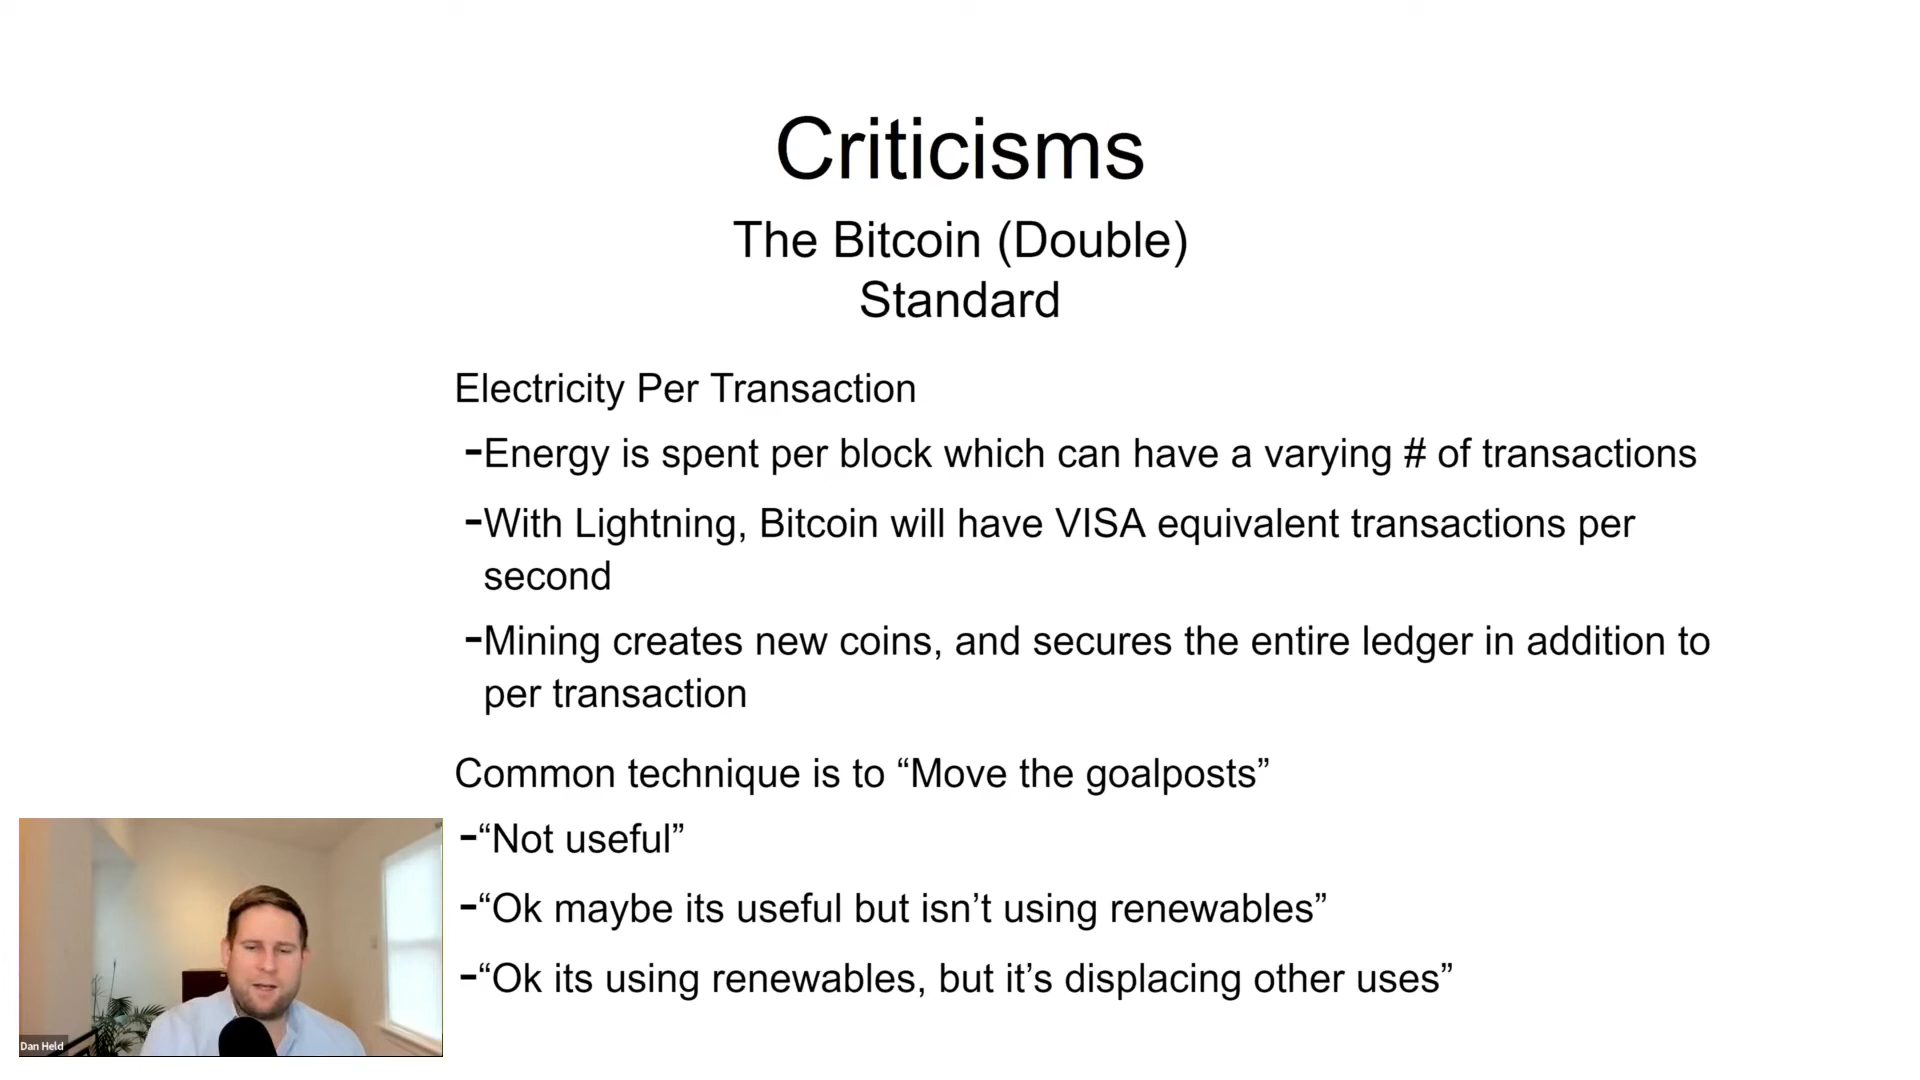 Criticisms
The Bitcoin (Double)
Standard
Electricity Per Transaction
-Energy is spent per block which can have a varying # of transactions
-With Lightning, Bitcoin will have VISA equivalent transactions per
second
-Mining creates new coins, and secures the entire ledger in addition to
per transaction
Common technique is to “Move the goalposts”
-“Not useful”
-“Ok maybe its useful but isn’t using renewables”
-“Ok its using renewables, but it’s displacing other uses”
Dan Held